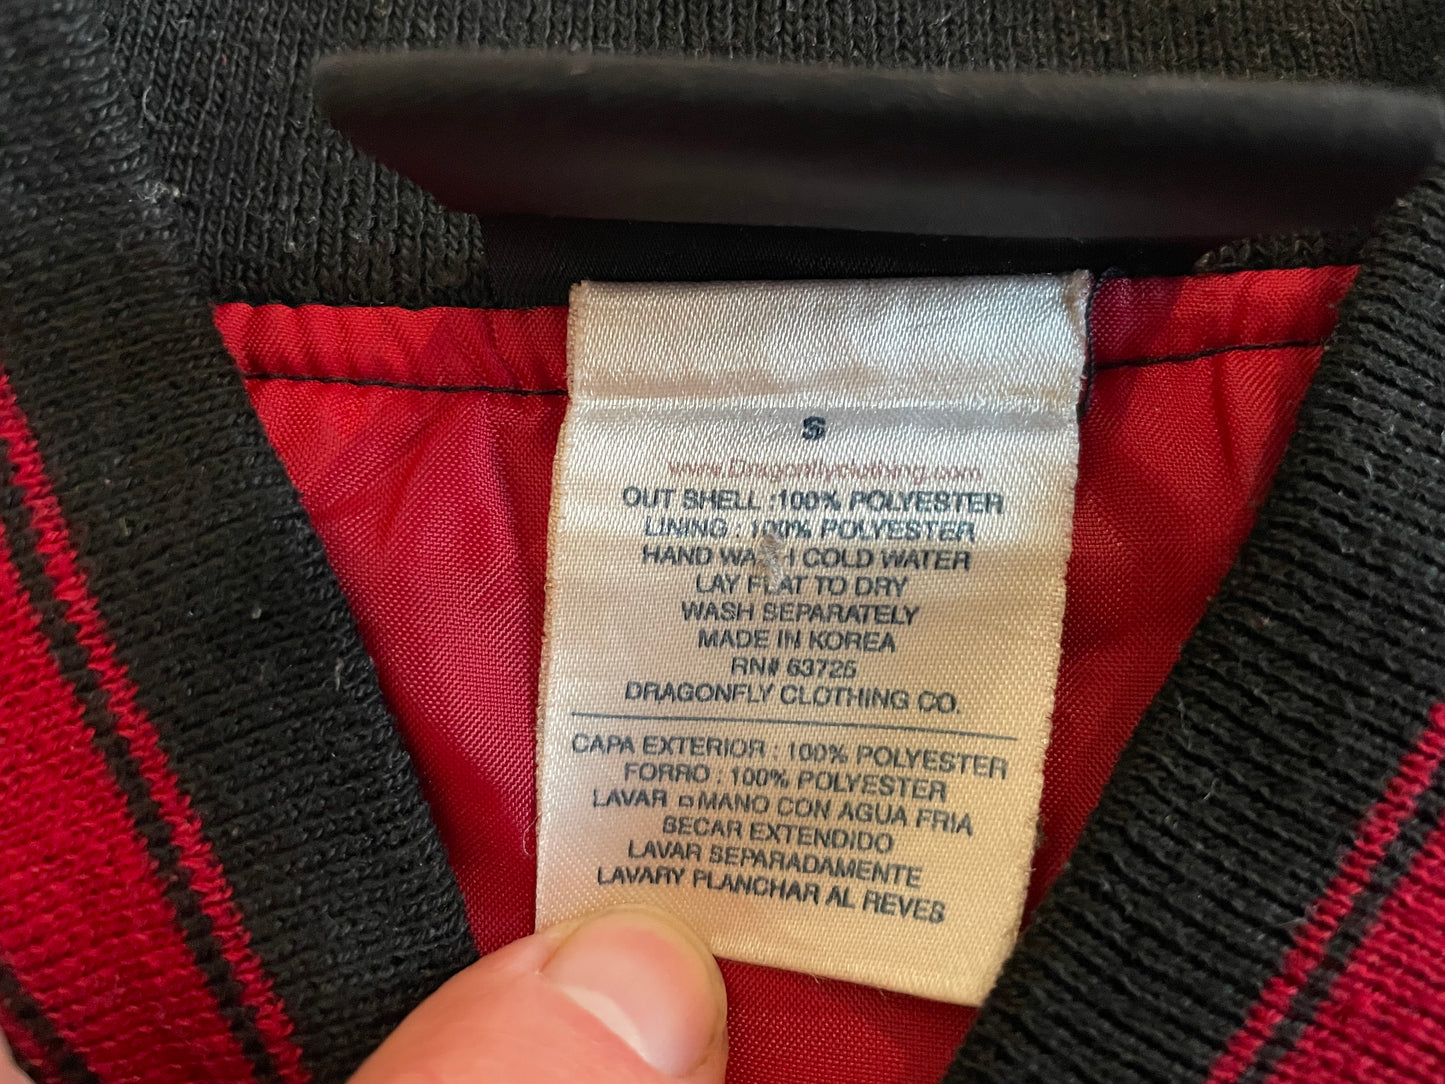 S
www.Dragonflyclothing.com
OUT SHELL :100% POLYESTER
LINING : 100% POLYESTER
HAND WASH COLD WATER
LAY FLAT TO DRY
WASH SEPARATELY
MADE IN KOREA
RN# 63725
DRAGONFLY CLOTHING CO.
CAPA EXTERIOR : 100% POLYESTER
FORRO : 100% POLYESTER
LAVAR ¤ MANO CON AGUA FRIA
SECAR EXTENDIDO
LAVAR SEPARADAMENTE
LAVARY PLANCHAR AL REVES